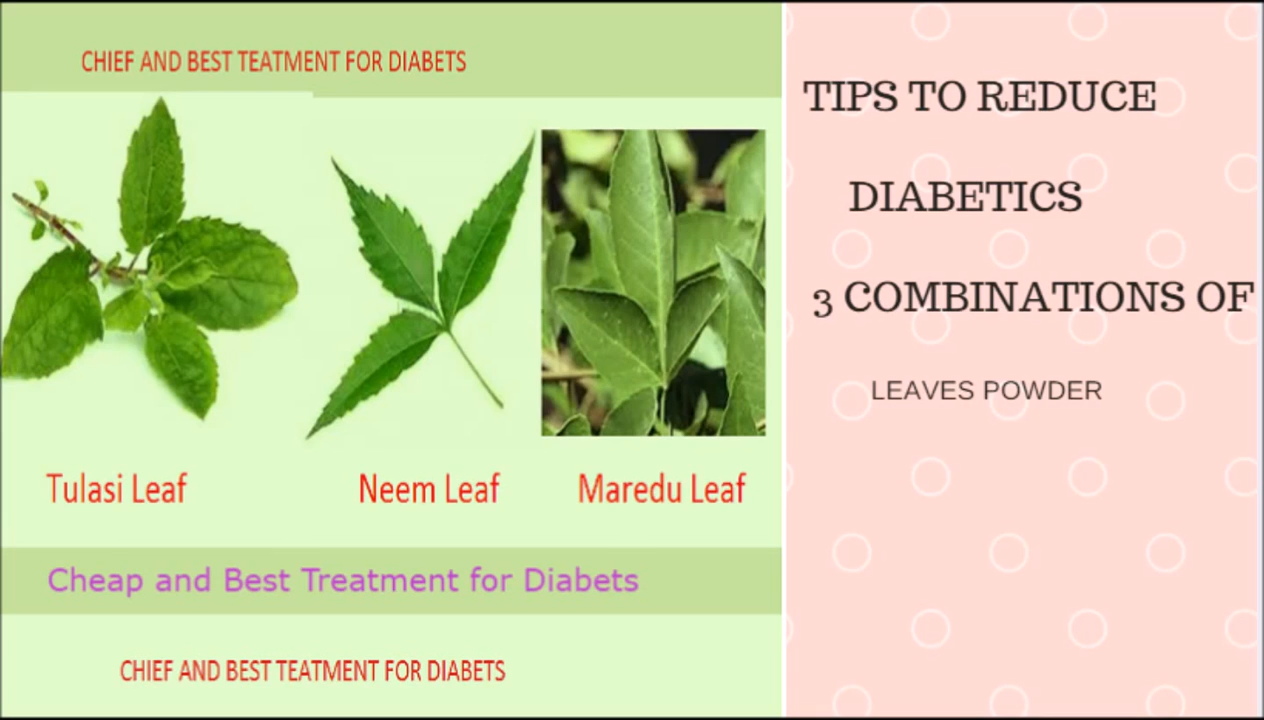 CHIEF AND BEST TEATMENT FOR DIABETS
Tulasi Leaf
Neem Leaf
Maredu Leaf
Cheap and Best Treatment for Diabets
CHIEF AND BEST TEATMENT FOR DIABETS
TIPS TO REDUCE
DIABETICS
3 COMBINATIONS OF
LEAVES POWDER